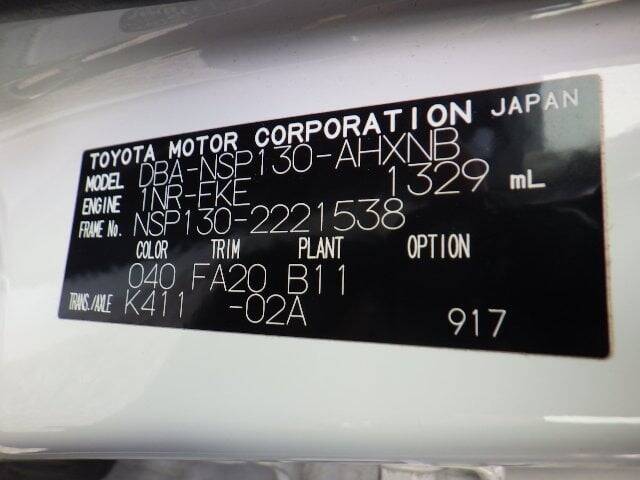 TOYOTA MOTOR CORPORATION JAPAN
MODEL DBA-NSP130-AHXNB
ENGINE 1NR-FKE 1329 mL
FRAME No. NSP130-2221538
COLOR TRIM PLANT OPTION
040 FA20 B11
TRANS./AXLE K411 -02A 917